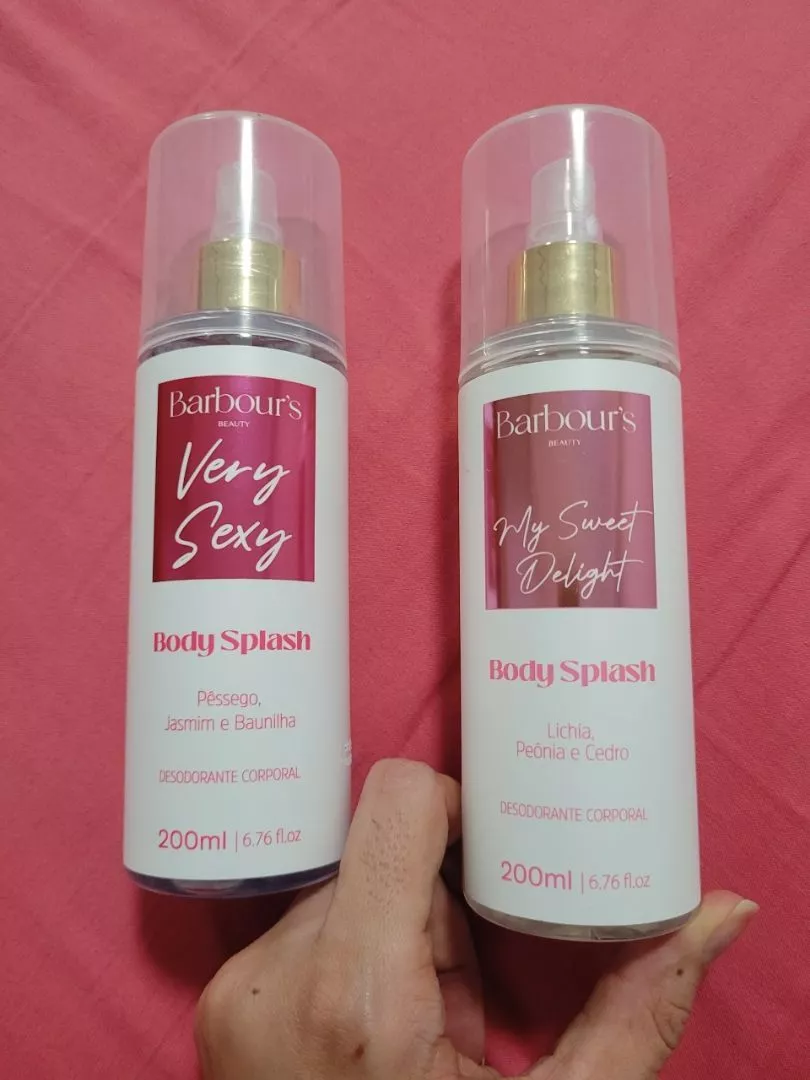 Barbour's
BEAUTY
Very
Sexy
Body Splash
Pêssego,
Jasmim e Baunilha
DESODORANTE CORPORAL
200ml | 6.76 fl.oz
Barbour's
BEAUTY
My Sweet
Delight
Body Splash
Lichia,
Peônia e Cedro
DESODORANTE CORPORAL
200ml | 6.76 fl.oz